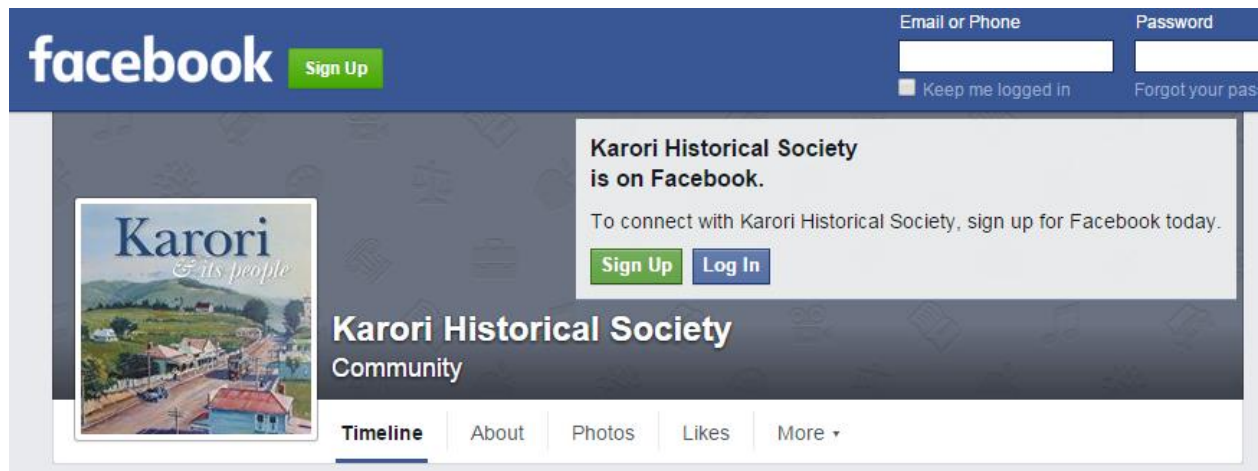 facebook Sign Up
Email or Phone Password
Keep me logged in Forgot your pas
Karori Historical Society
is on Facebook.
To connect with Karori Historical Society, sign up for Facebook today.
Sign Up Log In
Karori
& its people
Karori Historical Society
Community
Timeline About Photos Likes More